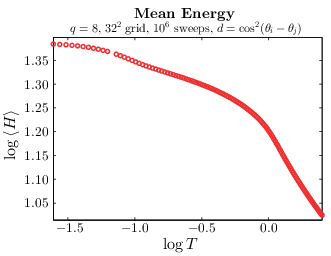 Mean Energy
q = 8, 32² grid, 10⁶ sweeps, d = cos²(θᵢ − θⱼ)
log ⟨H⟩
1.35
1.30
1.25
1.20
1.15
1.10
1.05
−1.5 −1.0 −0.5 0.0
log T